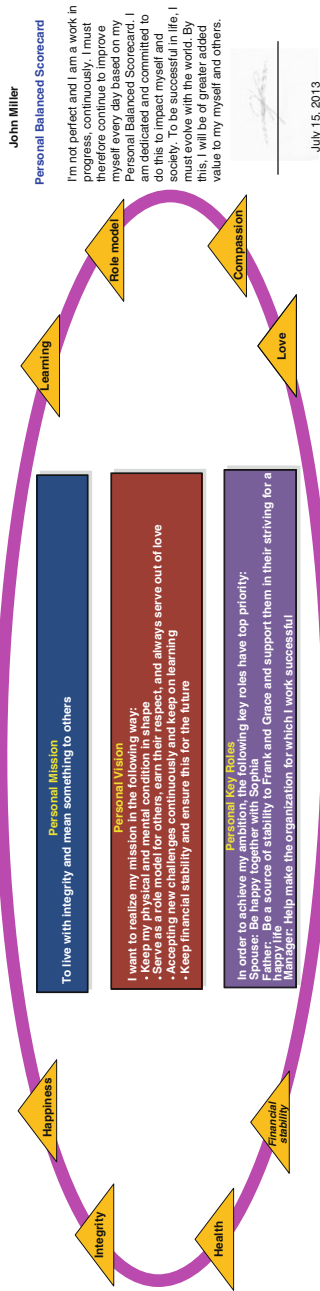 John Miller
Personal Balanced Scorecard
I'm not perfect and I am a work in
progress, continuously. I must
therefore continue to improve
myself every day based on my
Personal Balanced Scorecard. I
am dedicated and committed to
do this to impact myself and
society. To be successful in life, I
must evolve with the world. By
this, I will be of greater added
value to my myself and others.
July 15, 2013
Happiness
Learning
Integrity
Role model
Personal Mission
To live with integrity and mean something to others
Personal Vision
I want to realize my mission in the following way:
• Keep my physical and mental condition in shape
• Serve as a role model for others, earn their respect, and always serve out of love
• Accepting new challenges continuously and keep on learning
• Keep financial stability and ensure this for the future
Personal Key Roles
In order to achieve my ambition, the following key roles have top priority:
Spouse: Be happy together with Sophia
Father: Be a source of stability to Frank and Grace and support them in their striving for a
happy life
Manager: Help make the organization for which I work successful
Health
Compassion
Financial
stability
Love